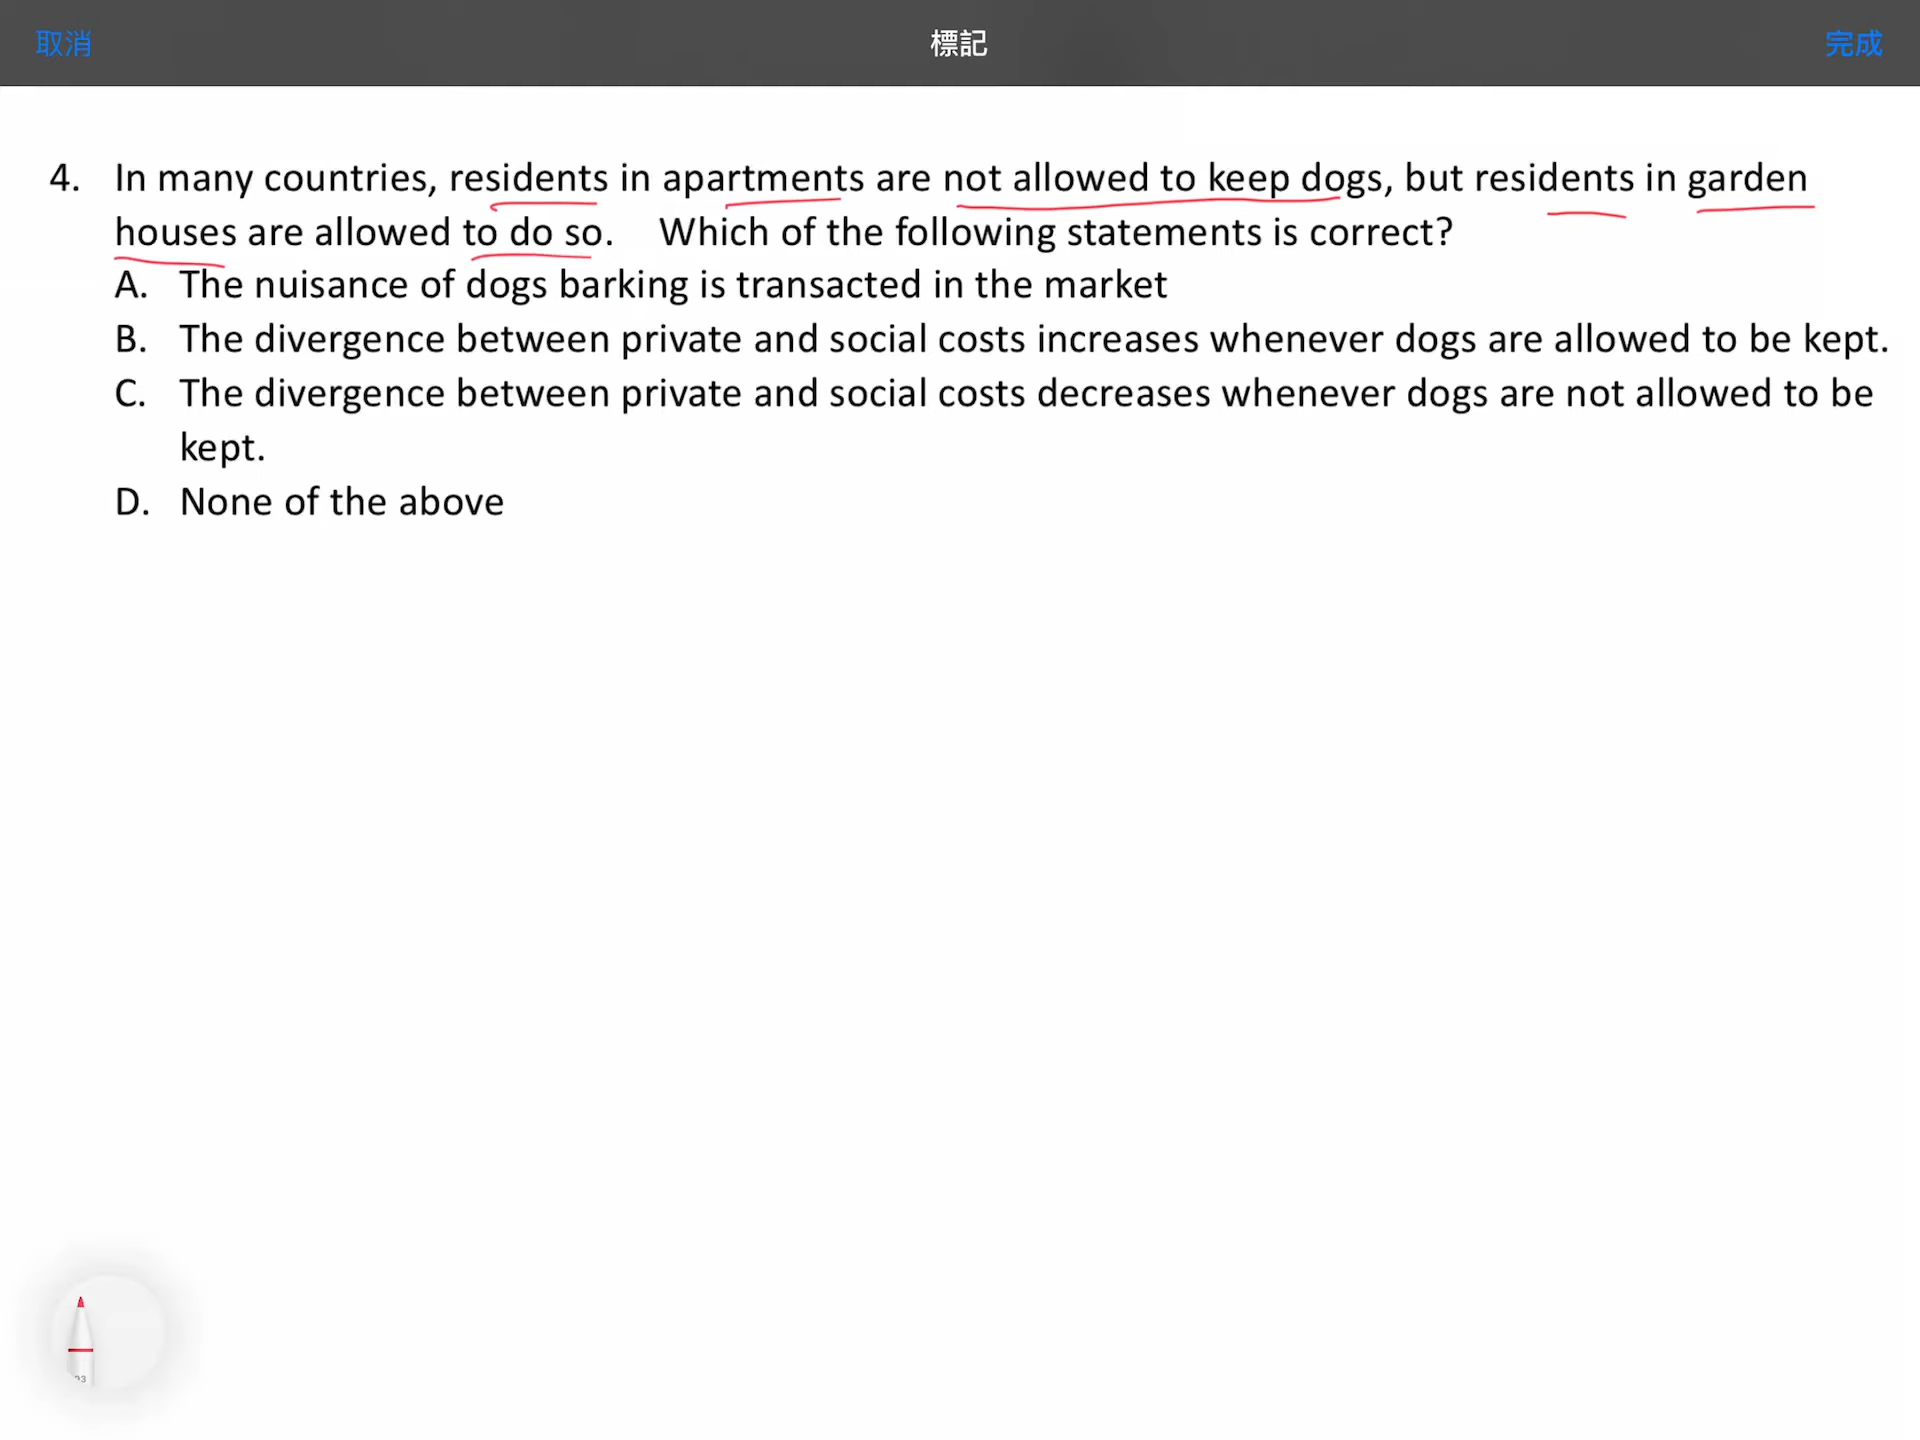 取消 標記 完成
4. In many countries, residents in apartments are not allowed to keep dogs, but residents in garden
houses are allowed to do so. Which of the following statements is correct?
A. The nuisance of dogs barking is transacted in the market
B. The divergence between private and social costs increases whenever dogs are allowed to be kept.
C. The divergence between private and social costs decreases whenever dogs are not allowed to be
kept.
D. None of the above